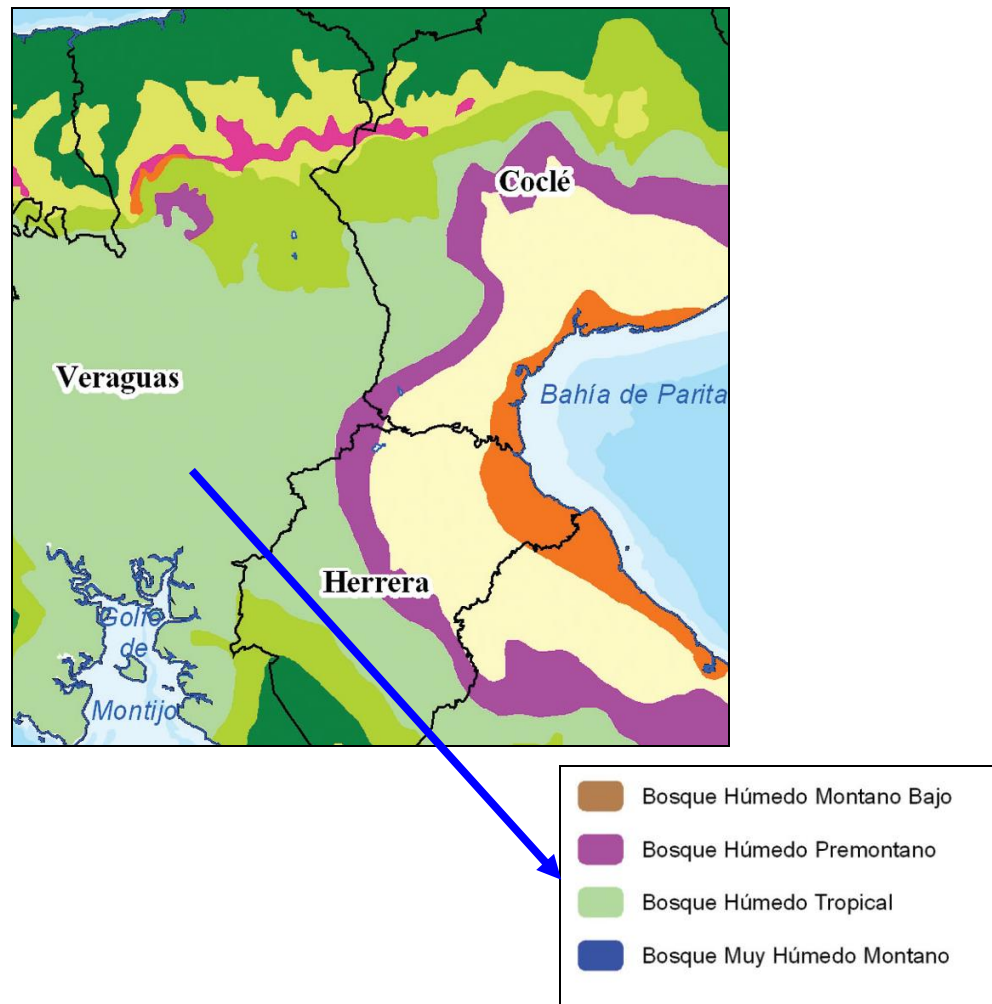 Coclé
Veraguas
Bahía de Parita
Herrera
Golfo
de
Montijo
Bosque Húmedo Montano Bajo
Bosque Húmedo Premontano
Bosque Húmedo Tropical
Bosque Muy Húmedo Montano